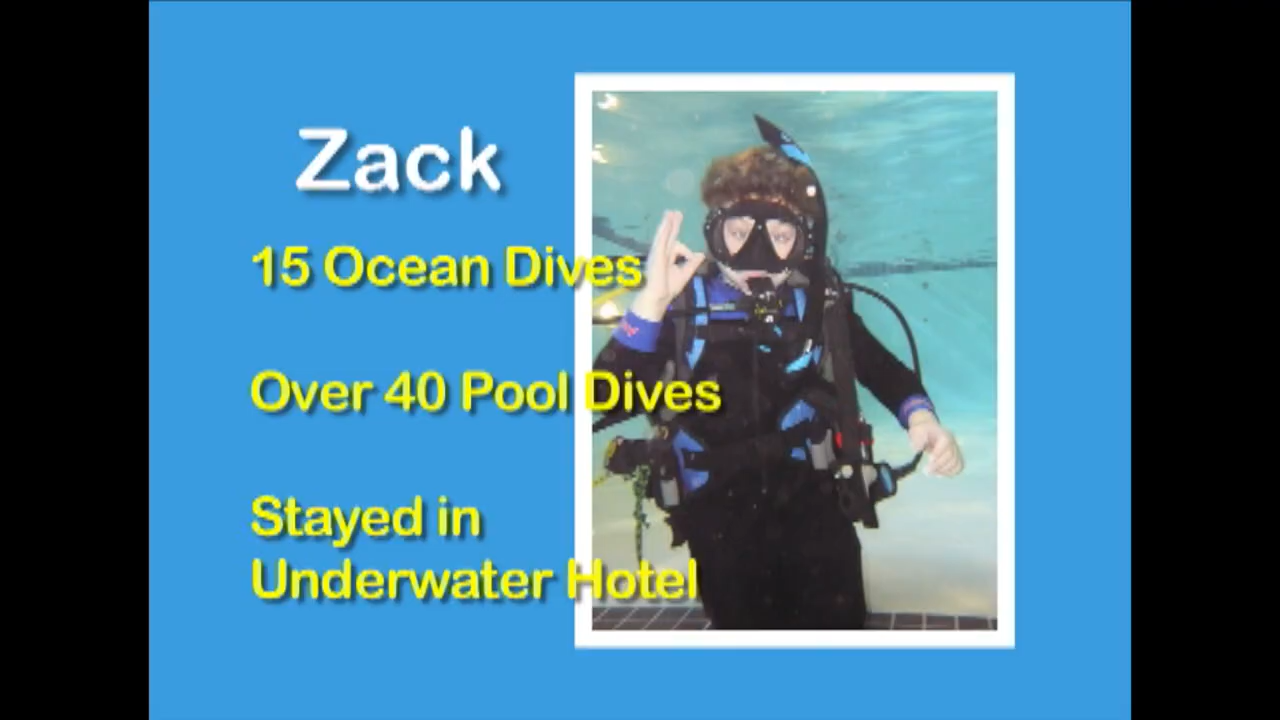 Zack
15 Ocean Dives
Over 40 Pool Dives
Stayed in
Underwater Hotel